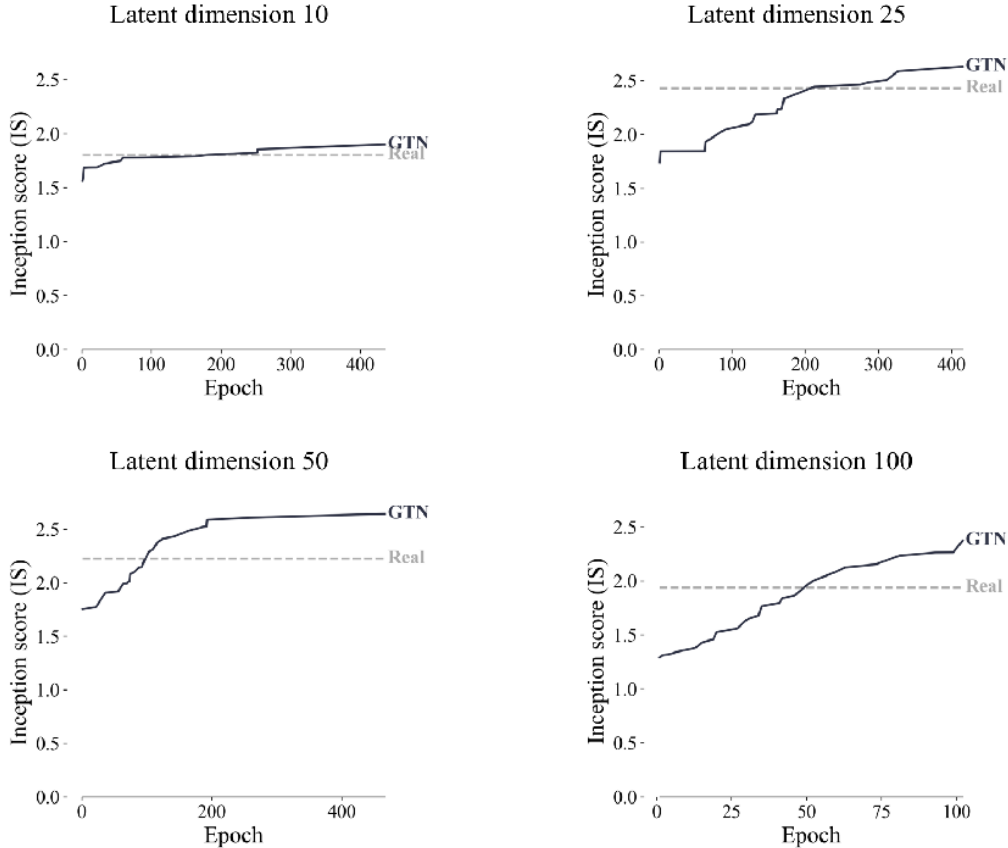 Latent dimension 10
2.5
2.0
1.5
1.0
0.5
0.0
Inception score (IS)
GTN
Real
0 100 200 300 400
Epoch
Latent dimension 25
2.5
2.0
1.5
1.0
0.5
0.0
Inception score (IS)
GTN
Real
0 100 200 300 400
Epoch
Latent dimension 50
2.5
2.0
1.5
1.0
0.5
0.0
Inception score (IS)
GTN
Real
0 200 400
Epoch
Latent dimension 100
2.5
2.0
1.5
1.0
0.5
0.0
Inception score (IS)
GTN
Real
0 25 50 75 100
Epoch